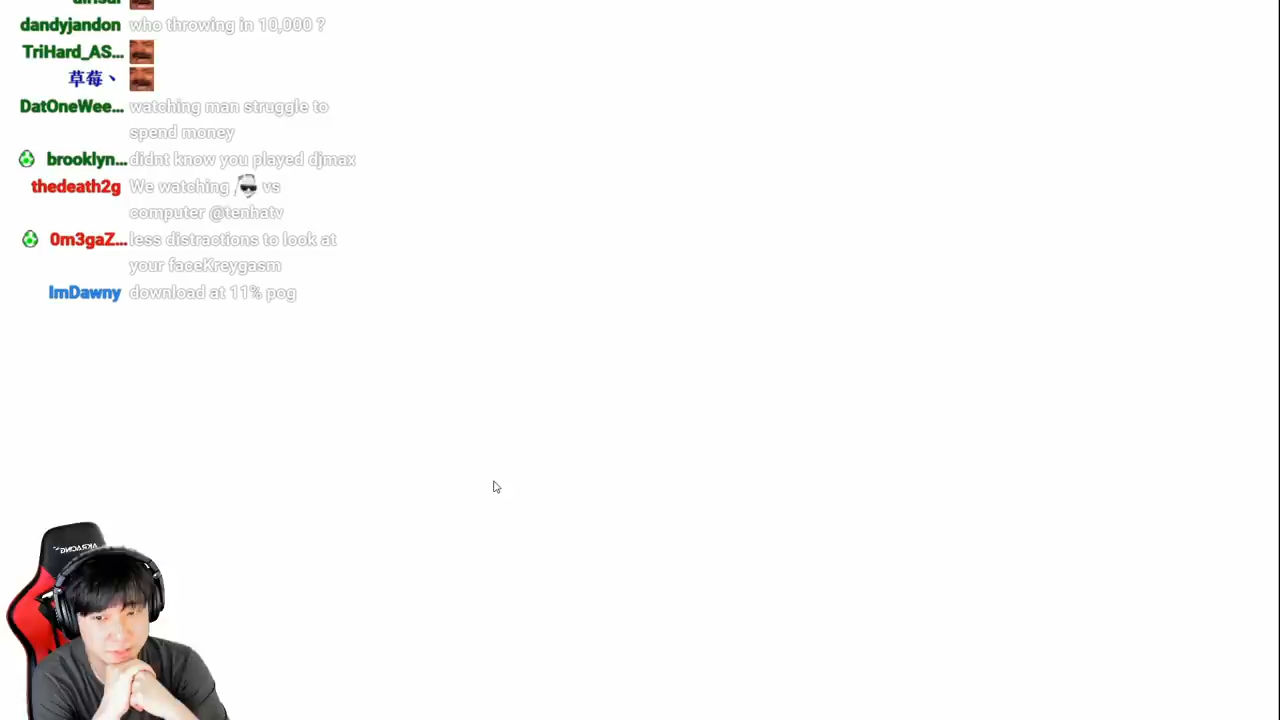 dandyjandon who throwing in 10,000 ?
TriHard_AS...
草莓丶
DatOneWee... watching man struggle to
spend money
brooklyn... didnt know you played djmax
thedeath2g We watching vs
computer @tenhatv
0m3gaZ... less distractions to look at
your faceKreygasm
ImDawny download at 11% pog